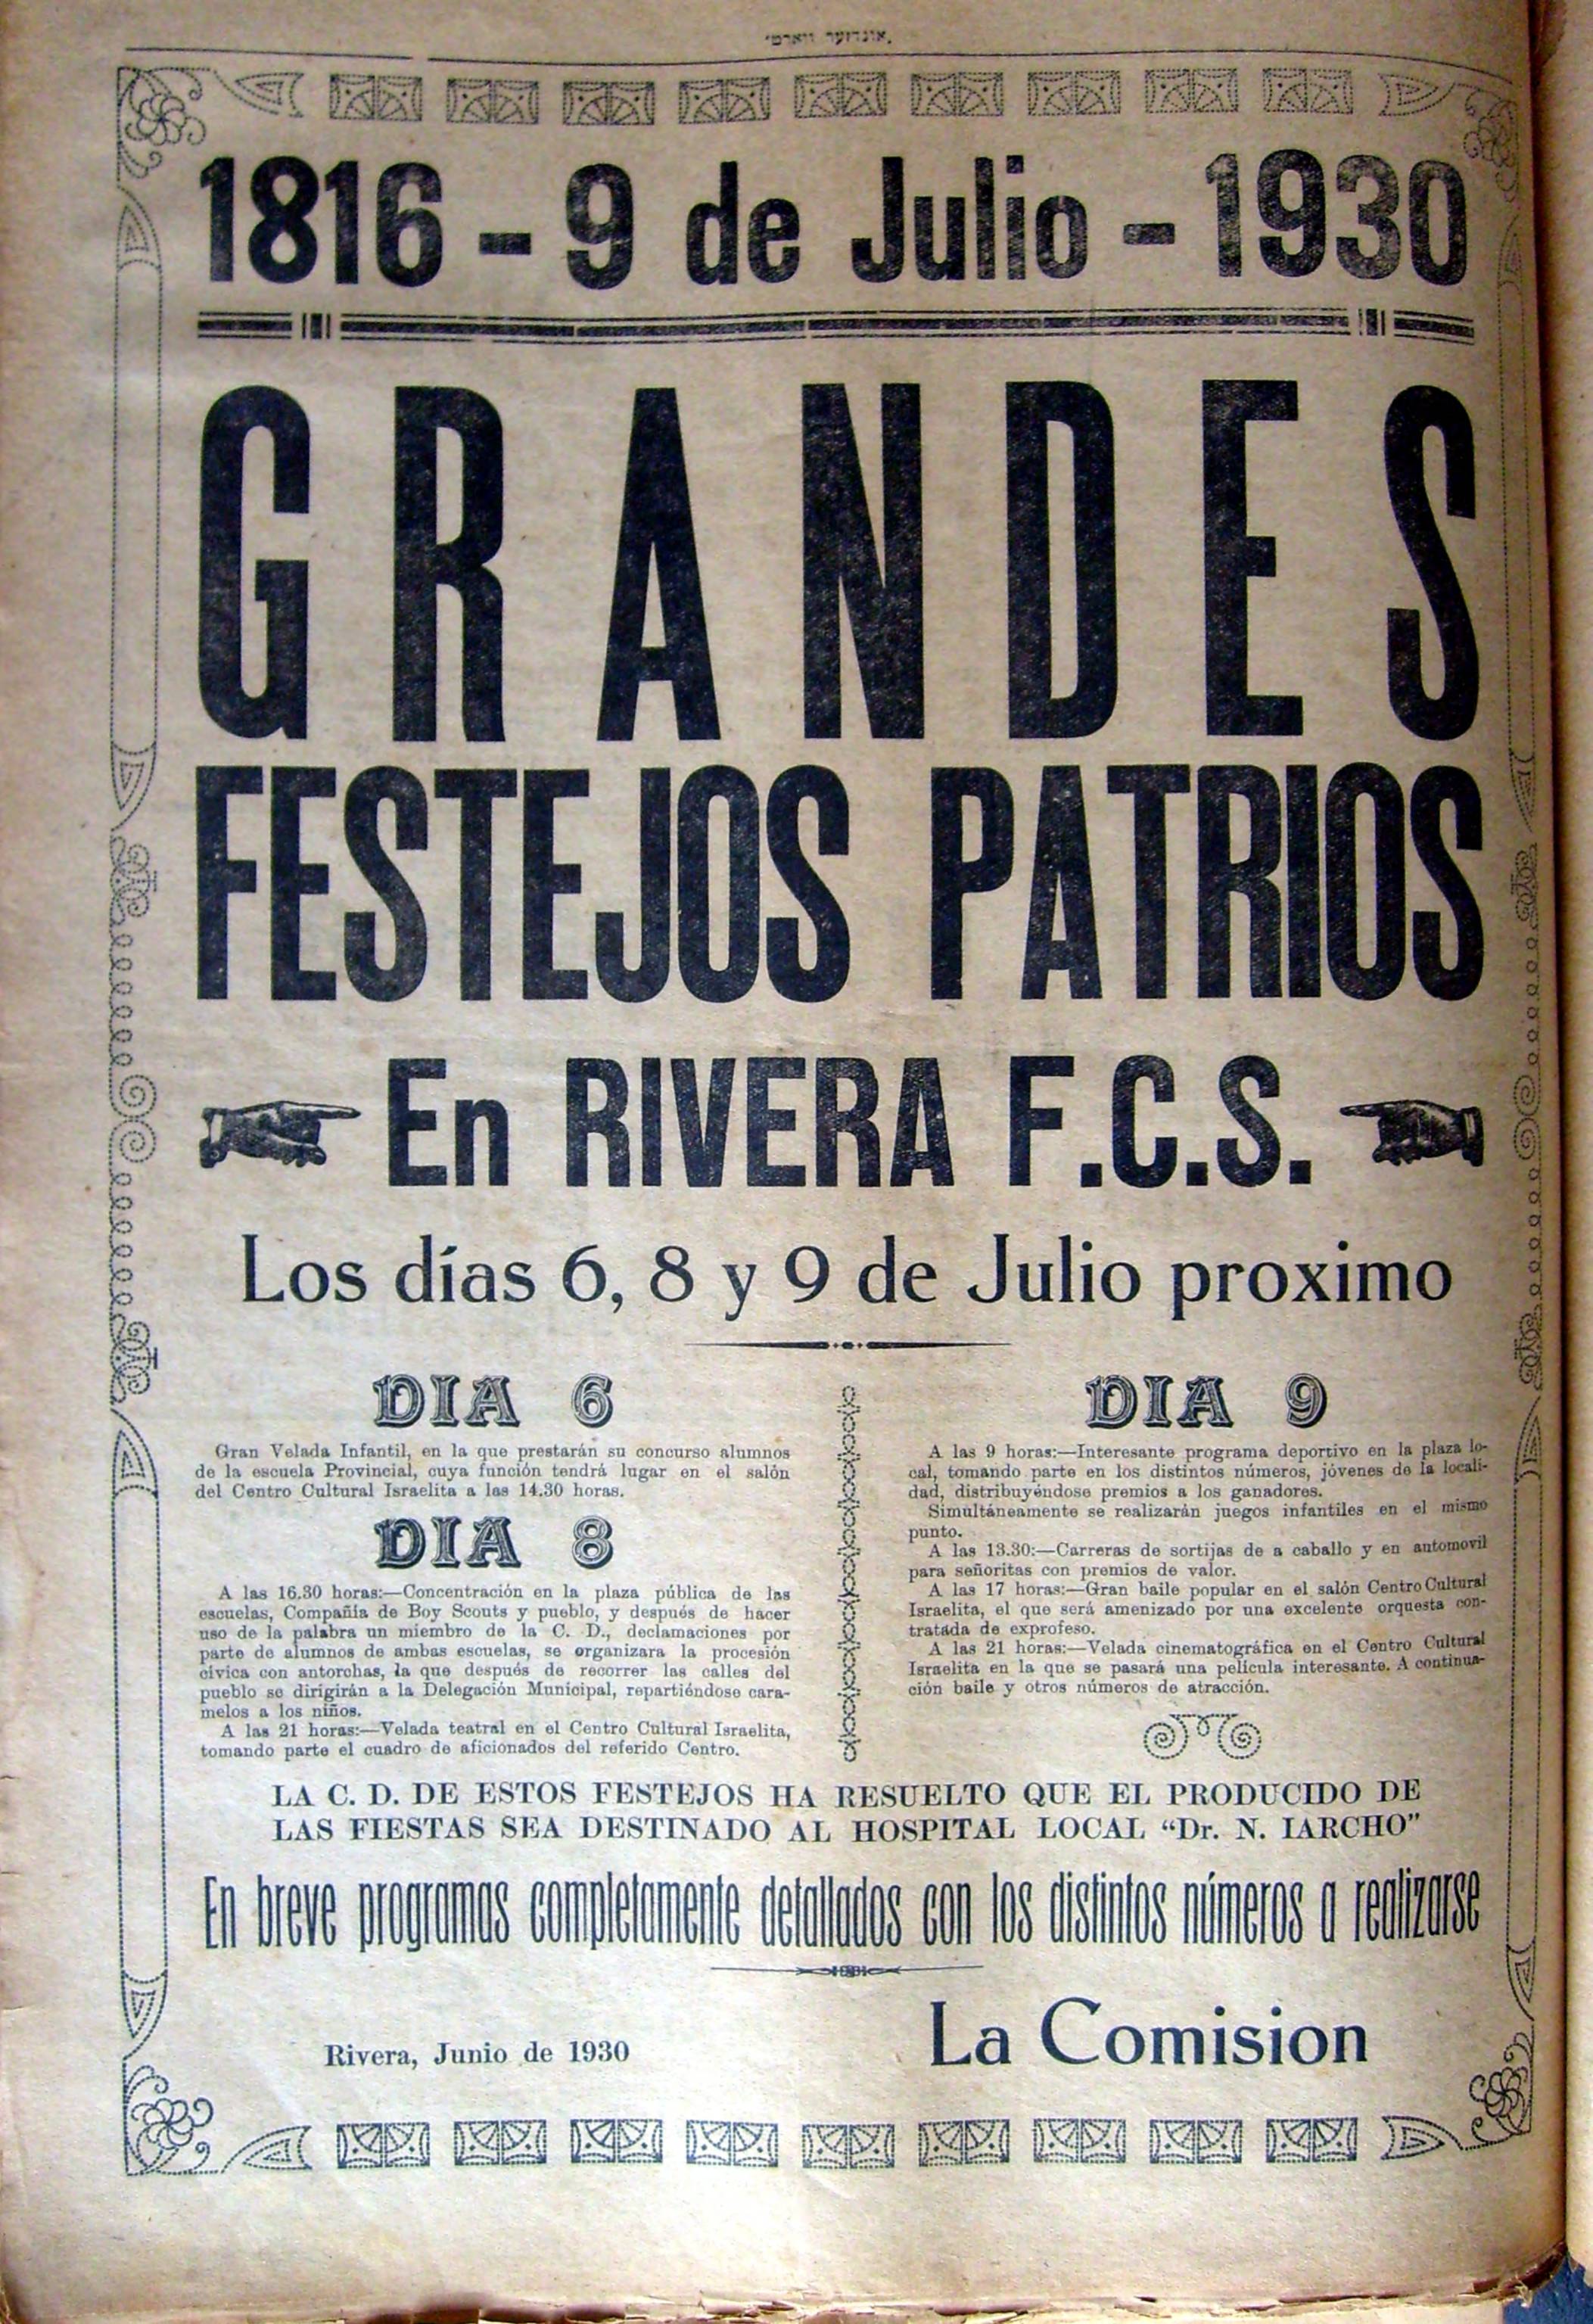 אונדזער ווארט
1816 - 9 de Julio - 1930
GRANDES
FESTEJOS PATRIOS
En RIVERA F.C.S.
Los días 6, 8 y 9 de Julio proximo
DIA 6
Gran Velada Infantil, en la que prestarán su concurso alumnos
de la escuela Provincial, cuya función tendrá lugar en el salón
del Centro Cultural Israelita a las 14.30 horas.
DIA 8
A las 16.30 horas:—Concentración en la plaza pública de las
escuelas, Compañía de Boy Scouts y pueblo, y después de hacer
uso de la palabra un miembro de la C. D., declamaciones por
parte de alumnos de ambas escuelas, se organizara la procesión
cívica con antorchas, la que después de recorrer las calles del
pueblo se dirigirán a la Delegación Municipal, repartiéndose cara-
melos a los niños.
A las 21 horas:—Velada teatral en el Centro Cultural Israelita,
tomando parte el cuadro de aficionados del referido Centro.
DIA 9
A las 9 horas:—Interesante programa deportivo en la plaza lo-
cal, tomando parte en los distintos números, jóvenes de la locali-
dad, distribuyéndose premios a los ganadores.
Simultáneamente se realizarán juegos infantiles en el mismo
punto.
A las 13.30:—Carreras de sortijas de a caballo y en automovil
para señoritas con premios de valor.
A las 17 horas:—Gran baile popular en el salón Centro Cultural
Israelita, el que será amenizado por una excelente orquesta con-
tratada de exprofeso.
A las 21 horas:—Velada cinematográfica en el Centro Cultural
Israelita en la que se pasará una película interesante. A continua-
ción baile y otros números de atracción.
LA C. D. DE ESTOS FESTEJOS HA RESUELTO QUE EL PRODUCIDO DE
LAS FIESTAS SEA DESTINADO AL HOSPITAL LOCAL “Dr. N. IARCHO”
En breve programas completamente detallados con los distintos números a realizarse
Rivera, Junio de 1930
La Comision